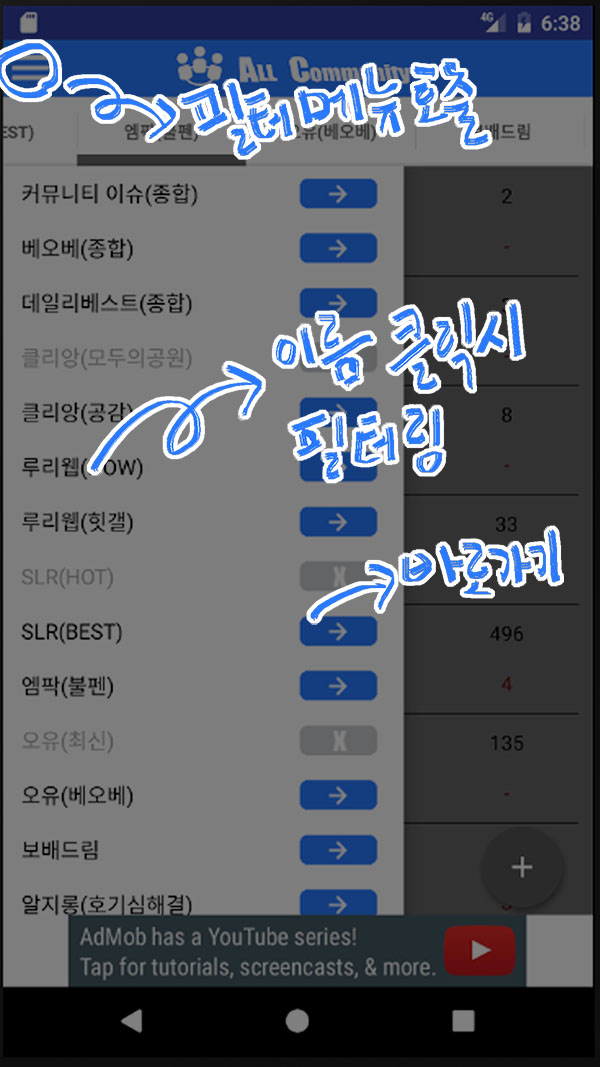 4G 6:38
ALL Community
필터메뉴호출
EST) 엠팍(불펜) 오유(베오베) 보배드림
커뮤니티 이슈(종합) 2
베오베(종합) -
데일리베스트(종합)
클리앙(모두의공원)
이름 클릭시
필터링
클리앙(공감) 8
루리웹(WOW) -
루리웹(힛갤) 33
SLR(HOT) X
바로가기
SLR(BEST) 496
엠팍(불펜) 4
오유(최신) X 135
오유(베오베) -
보배드림
+
알지롱(호기심해결)
AdMob has a YouTube series!
Tap for tutorials, screencasts, & more.